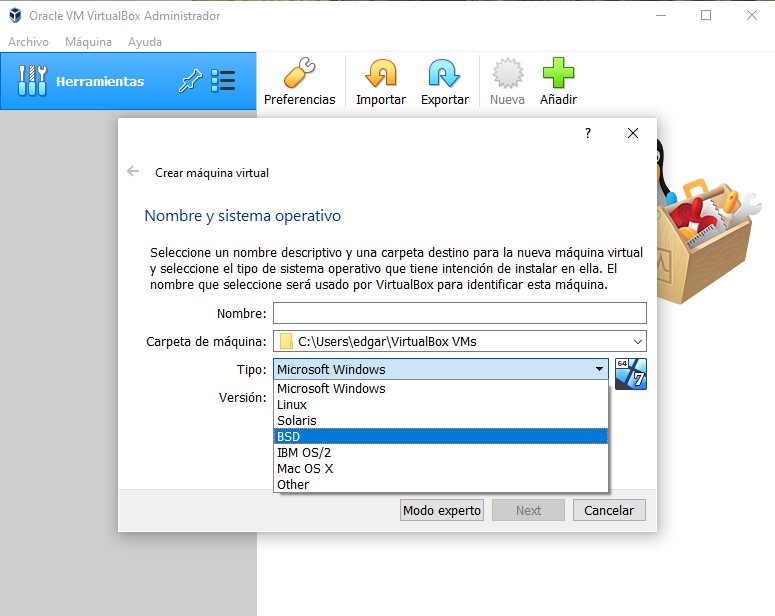 Oracle VM VirtualBox Administrador
Archivo Máquina Ayuda
Herramientas
Preferencias Importar Exportar Nueva Añadir
?
Crear máquina virtual
Nombre y sistema operativo
Seleccione un nombre descriptivo y una carpeta destino para la nueva máquina virtual
y seleccione el tipo de sistema operativo que tiene intención de instalar en ella. El
nombre que seleccione será usado por VirtualBox para identificar esta máquina.
Nombre:
Carpeta de máquina: C:\Users\edgar\VirtualBox VMs
Tipo: Microsoft Windows
64
7
Versión:
Microsoft Windows
Linux
Solaris
BSD
IBM OS/2
Mac OS X
Other
Modo experto Next Cancelar